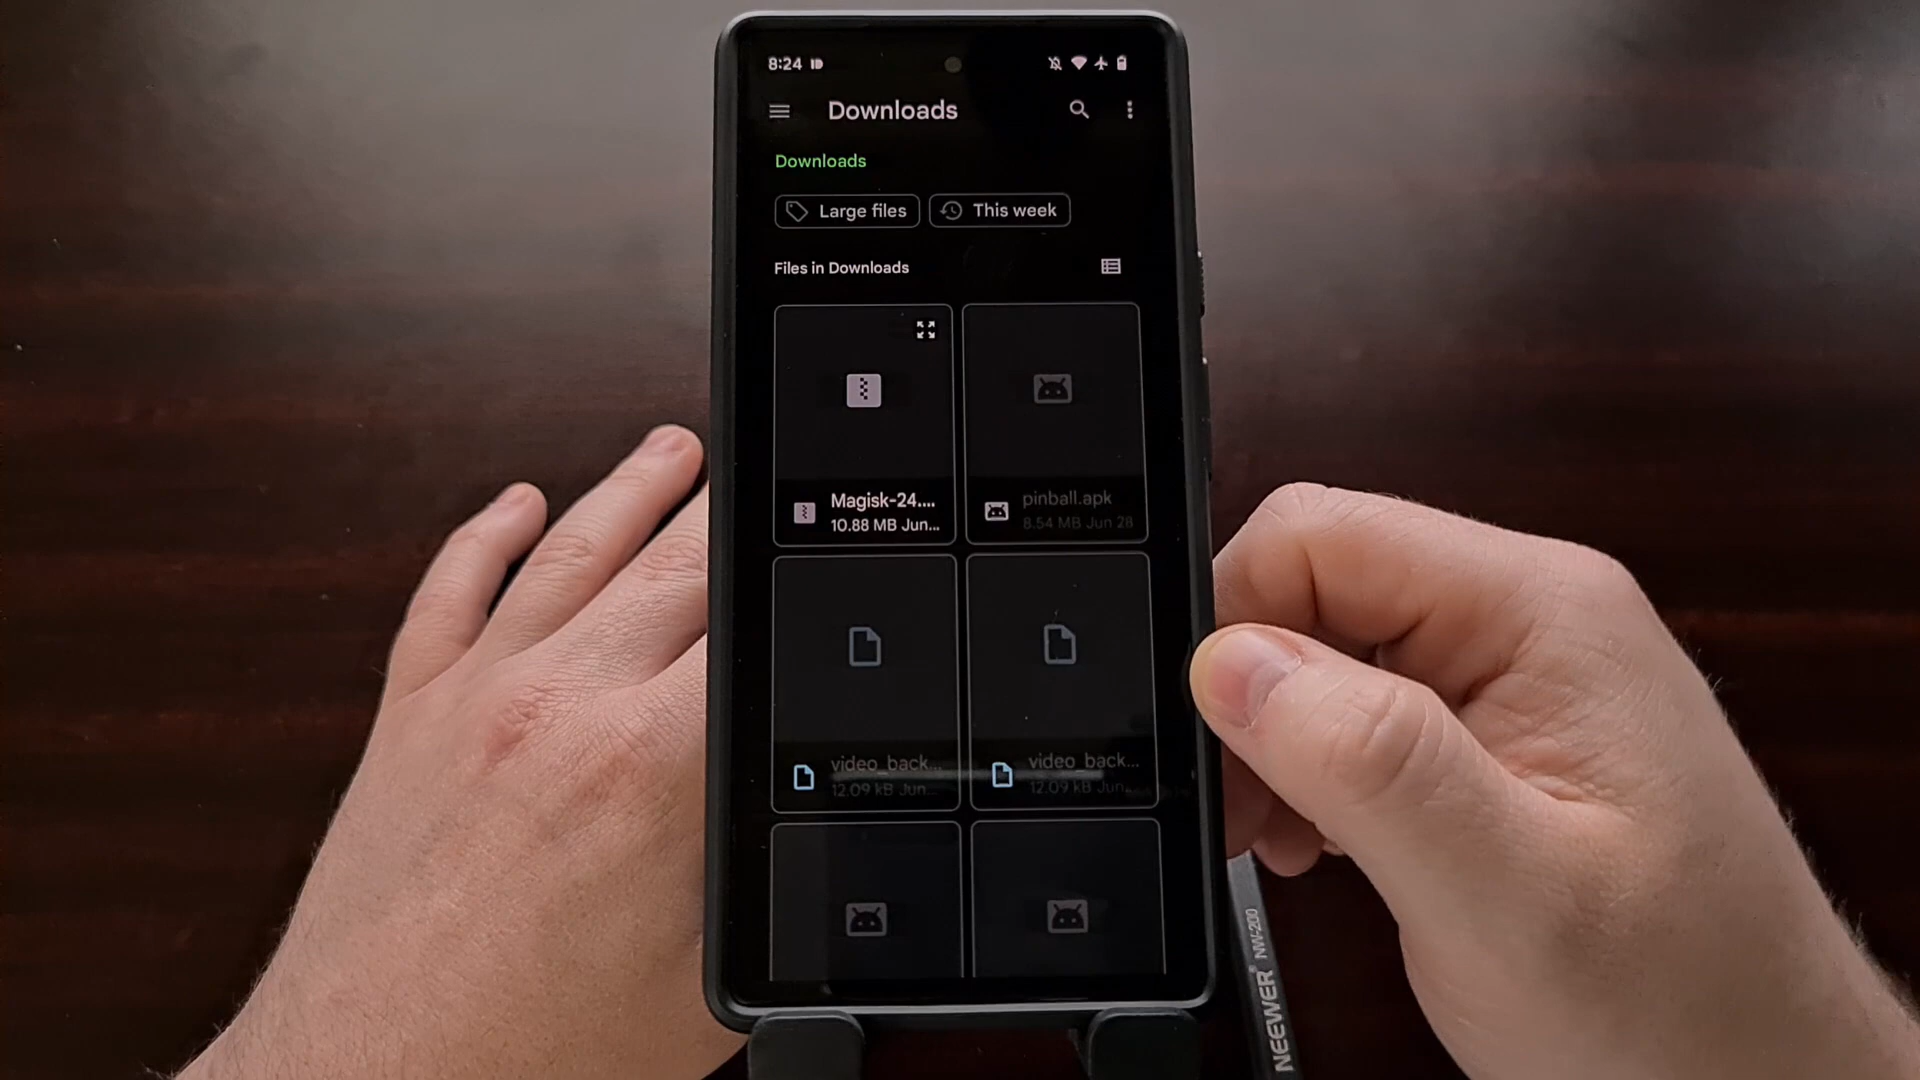 8:24
Downloads
Downloads
Large files
This week
Files in Downloads
Magisk-24....
10.88 MB Jun...
pinball.apk
8.54 MB Jun 28
video_back...
12.09 kB Jun...
video_back...
12.09 kB Jun...
NEEWER® NW-200